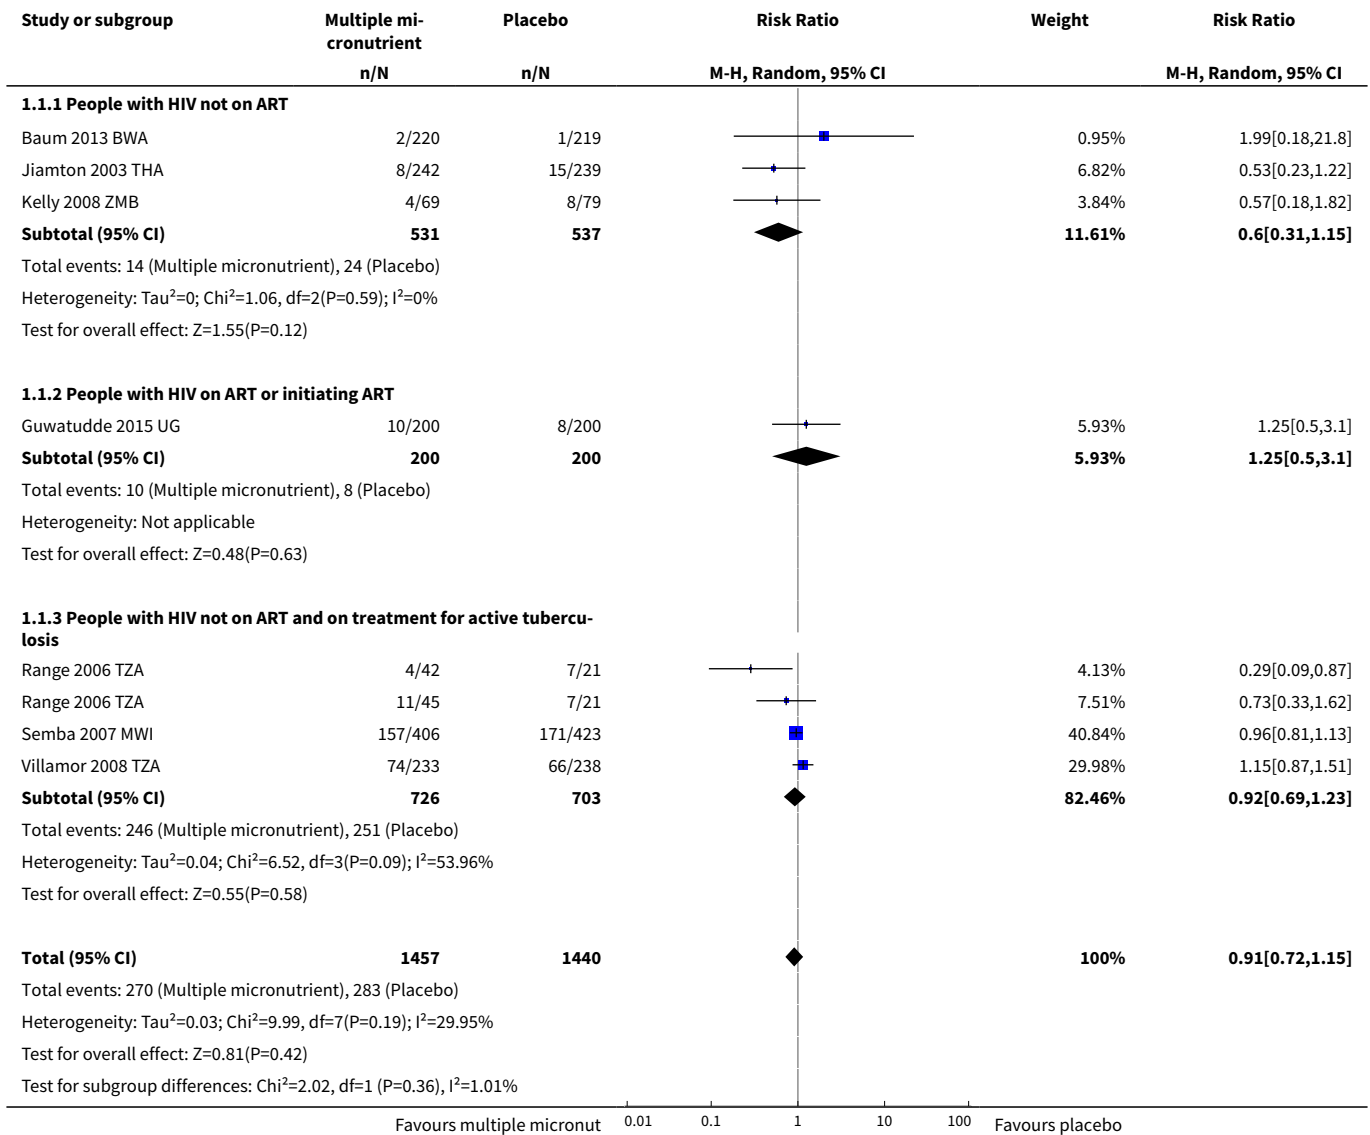 Study or subgroup Multiple mi- Placebo Risk Ratio Weight Risk Ratio
cronutrient
n/N n/N M-H, Random, 95% CI M-H, Random, 95% CI
1.1.1 People with HIV not on ART
Baum 2013 BWA 2/220 1/219 0.95% 1.99[0.18,21.8]
Jiamton 2003 THA 8/242 15/239 6.82% 0.53[0.23,1.22]
Kelly 2008 ZMB 4/69 8/79 3.84% 0.57[0.18,1.82]
Subtotal (95% CI) 531 537 11.61% 0.6[0.31,1.15]
Total events: 14 (Multiple micronutrient), 24 (Placebo)
Heterogeneity: Tau²=0; Chi²=1.06, df=2(P=0.59); I²=0%
Test for overall effect: Z=1.55(P=0.12)
1.1.2 People with HIV on ART or initiating ART
Guwatudde 2015 UG 10/200 8/200 5.93% 1.25[0.5,3.1]
Subtotal (95% CI) 200 200 5.93% 1.25[0.5,3.1]
Total events: 10 (Multiple micronutrient), 8 (Placebo)
Heterogeneity: Not applicable
Test for overall effect: Z=0.48(P=0.63)
1.1.3 People with HIV not on ART and on treatment for active tubercu-
losis
Range 2006 TZA 4/42 7/21 4.13% 0.29[0.09,0.87]
Range 2006 TZA 11/45 7/21 7.51% 0.73[0.33,1.62]
Semba 2007 MWI 157/406 171/423 40.84% 0.96[0.81,1.13]
Villamor 2008 TZA 74/233 66/238 29.98% 1.15[0.87,1.51]
Subtotal (95% CI) 726 703 82.46% 0.92[0.69,1.23]
Total events: 246 (Multiple micronutrient), 251 (Placebo)
Heterogeneity: Tau²=0.04; Chi²=6.52, df=3(P=0.09); I²=53.96%
Test for overall effect: Z=0.55(P=0.58)
Total (95% CI) 1457 1440 100% 0.91[0.72,1.15]
Total events: 270 (Multiple micronutrient), 283 (Placebo)
Heterogeneity: Tau²=0.03; Chi²=9.99, df=7(P=0.19); I²=29.95%
Test for overall effect: Z=0.81(P=0.42)
Test for subgroup differences: Chi²=2.02, df=1 (P=0.36), I²=1.01%
Favours multiple micronut 0.01 0.1 1 10 100 Favours placebo